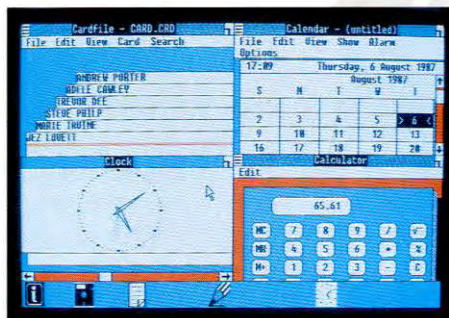 Cardfile - CARD.CRD
File Edit View Card Search
ANDREW PORTER
ADELE CAWLEY
TREVOR DEE
STEVE PHILP
MARIE
JEZ LOVETT
Clock
Calendar - (untitled)
File Edit View Show Alarm
Options
17:09 Thursday, 6 August 1987
August 1987
S M T W
2 3 4 5 > 6 <
9 10 11 12 13
16 17 18 19 20
Calculator
Edit
65.61
MC 7 8 9 / √
MR 4 5 6 * %
M+ 1 2 3 - C
i